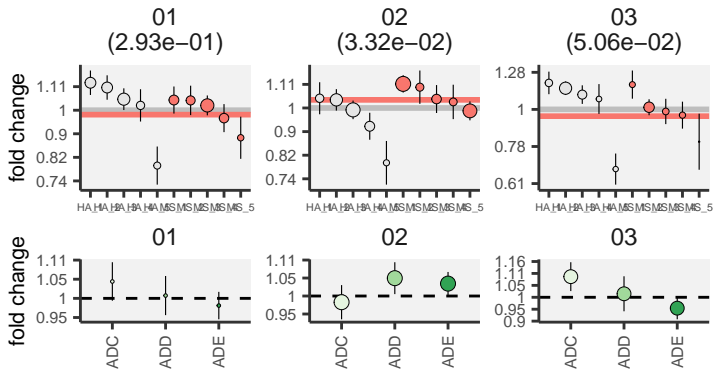 01 02 03
(2.93e−01) (3.32e−02) (5.06e−02)
fold change
1.11 1.11 1.28
1 1 1
0.9 0.9 0.78
0.82 0.82 0.61
0.74 0.74
01 02 03
fold change
1.11 1.11 1.16
1.05 1.05 1.11
1 1 1.05
0.95 0.95 1
0.95
0.9
ADC ADD ADE ADC ADD ADE ADC ADD ADE